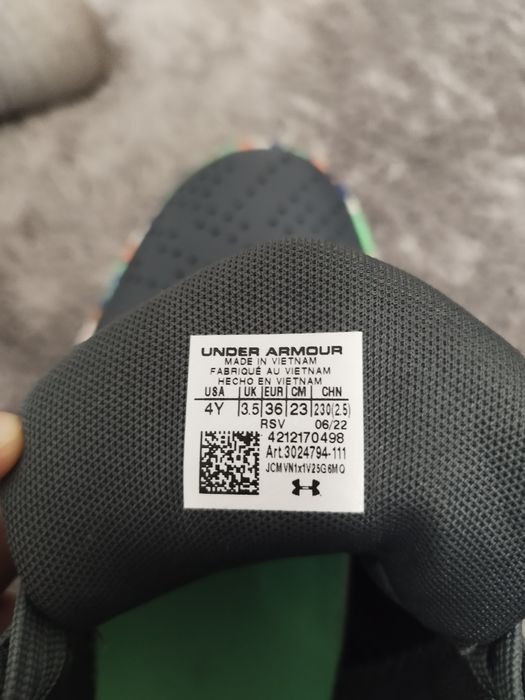 UNDER ARMOUR
MADE IN VIETNAM
FABRIQUÉ AU VIETNAM
HECHO EN VIETNAM
USA UK EUR CM CHN
4Y 3.5 36 23 230(2.5)
RSV 06/22
4212170498
Art.3024794-111
JCMVN1x1V25G6MQ